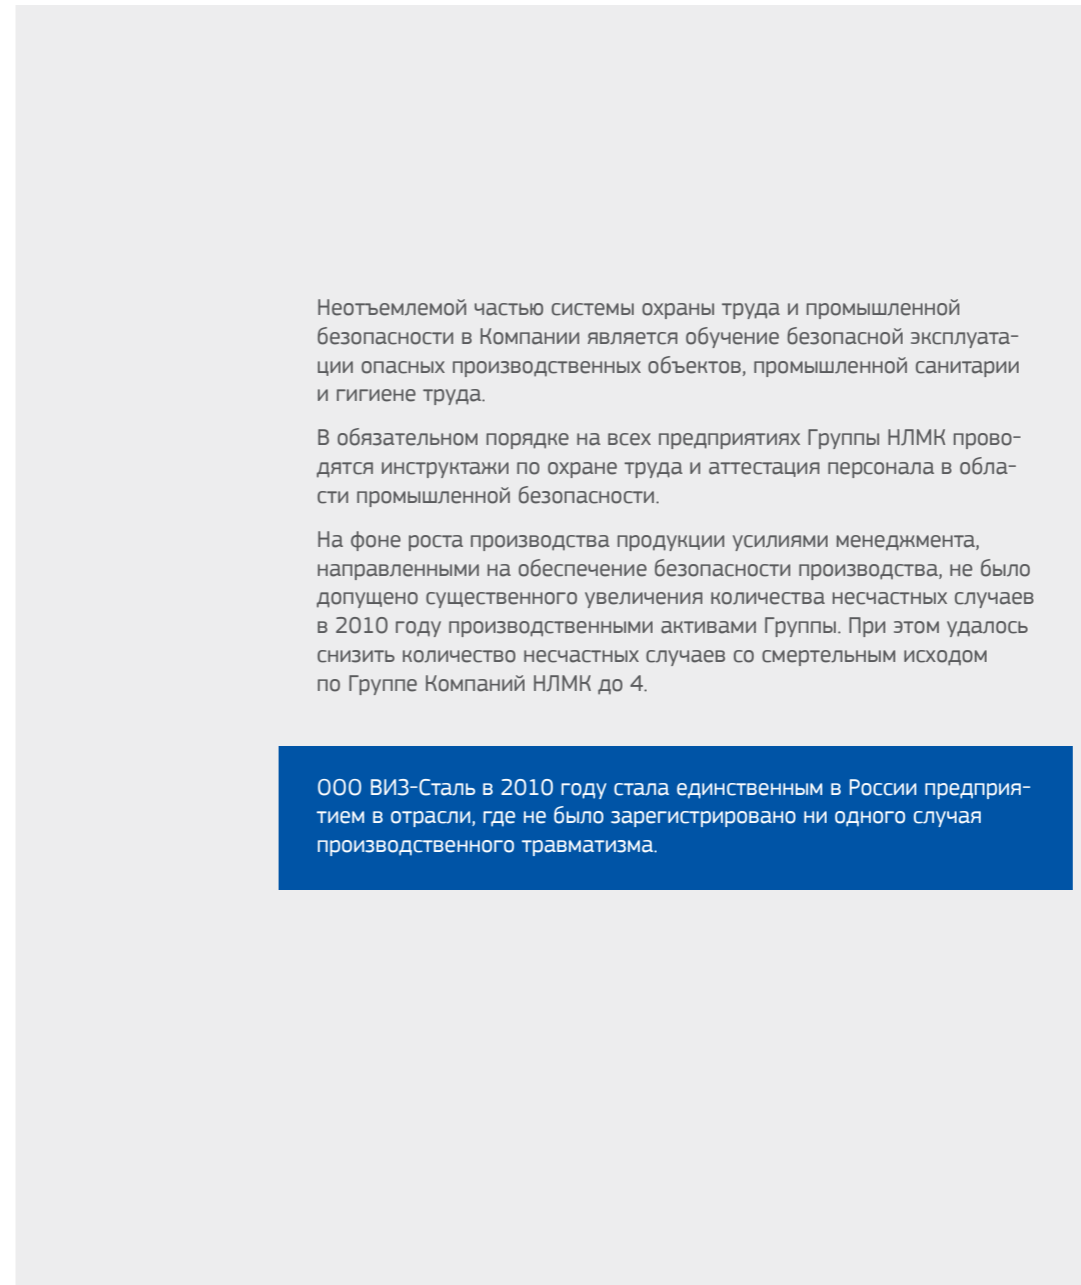 Неотъемлемой частью системы охраны труда и промышленной
безопасности в Компании является обучение безопасной эксплуата-
ции опасных производственных объектов, промышленной санитарии
и гигиене труда.
В обязательном порядке на всех предприятиях Группы НЛМК прово-
дятся инструктажи по охране труда и аттестация персонала в обла-
сти промышленной безопасности.
На фоне роста производства продукции усилиями менеджмента,
направленными на обеспечение безопасности производства, не было
допущено существенного увеличения количества несчастных случаев
в 2010 году производственными активами Группы. При этом удалось
снизить количество несчастных случаев со смертельным исходом
по Группе Компаний НЛМК до 4.
ООО ВИЗ-Сталь в 2010 году стала единственным в России предприя-
тием в отрасли, где не было зарегистрировано ни одного случая
производственного травматизма.